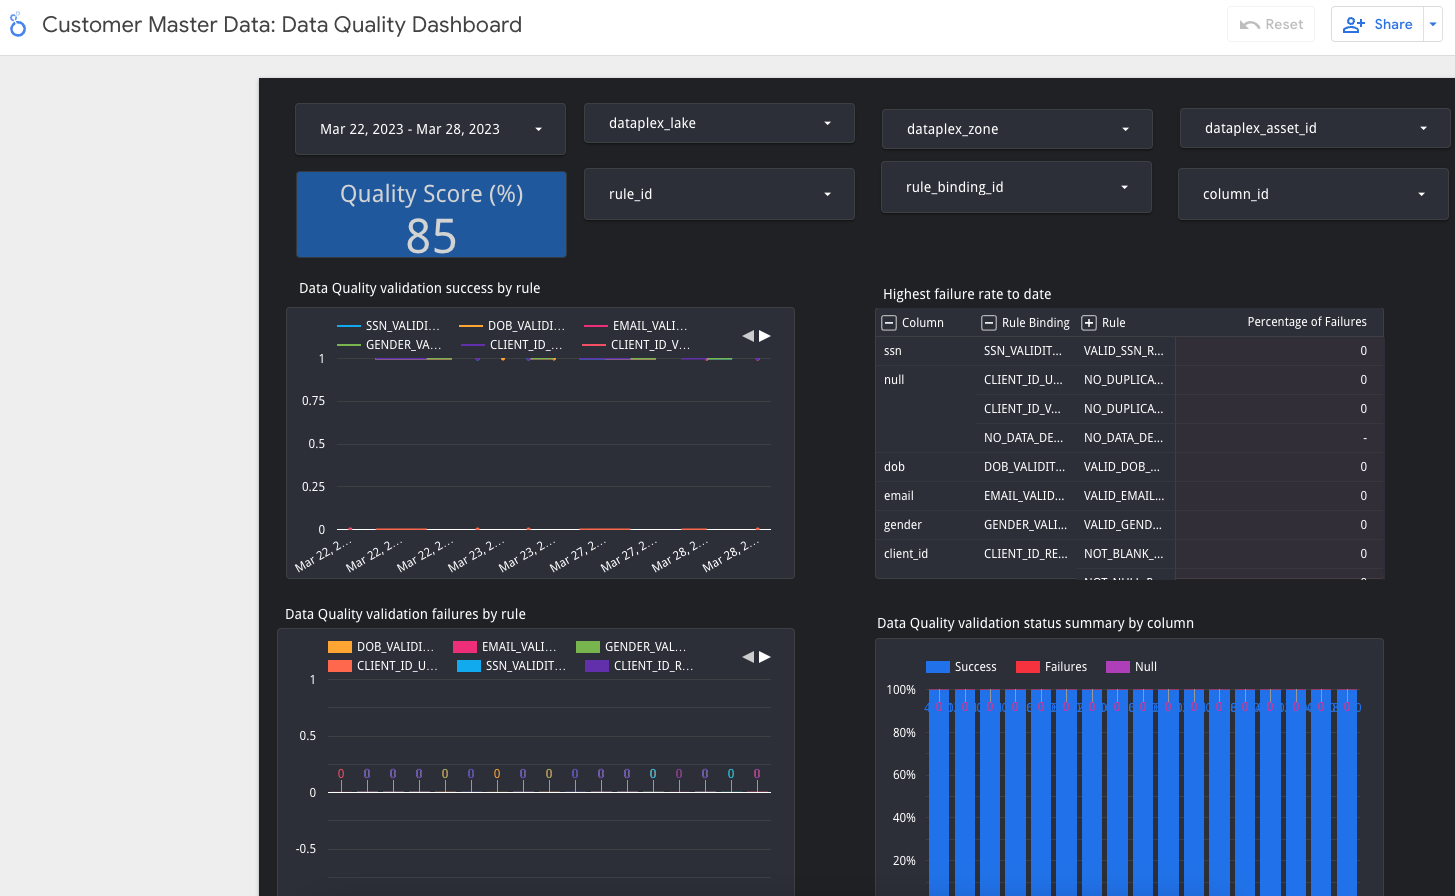 Customer Master Data: Data Quality Dashboard
Reset
Share
Mar 22, 2023 - Mar 28, 2023
dataplex_lake
dataplex_zone
dataplex_asset_id
Quality Score (%)
85
rule_id
rule_binding_id
column_id
Data Quality validation success by rule
SSN_VALIDI... DOB_VALIDI... EMAIL_VALI...
GENDER_VA... CLIENT_ID_... CLIENT_ID_V...
1
0.75
0.5
0.25
0
Mar 22, 2... Mar 22, 2... Mar 22, 2... Mar 23, 2... Mar 23, 2... Mar 27, 2... Mar 27, 2... Mar 28, 2... Mar 28, 2...
Highest failure rate to date
Column Rule Binding Rule Percentage of Failures
ssn SSN_VALIDIT... VALID_SSN_R... 0
null CLIENT_ID_U... NO_DUPLICA... 0
CLIENT_ID_V... NO_DUPLICA... 0
NO_DATA_DE... NO_DATA_DE... -
dob DOB_VALIDIT... VALID_DOB_... 0
email EMAIL_VALID... VALID_EMAIL... 0
gender GENDER_VALI... VALID_GEND... 0
client_id CLIENT_ID_RE... NOT_BLANK_... 0
Data Quality validation failures by rule
DOB_VALIDI... EMAIL_VALI... GENDER_VAL...
CLIENT_ID_U... SSN_VALIDIT... CLIENT_ID_R...
1
0.5
0 0 0 0 0 0 0 0 0 0 0 0 0 0 0 0 0
0
-0.5
Data Quality validation status summary by column
Success Failures Null
100%
80%
60%
40%
20%